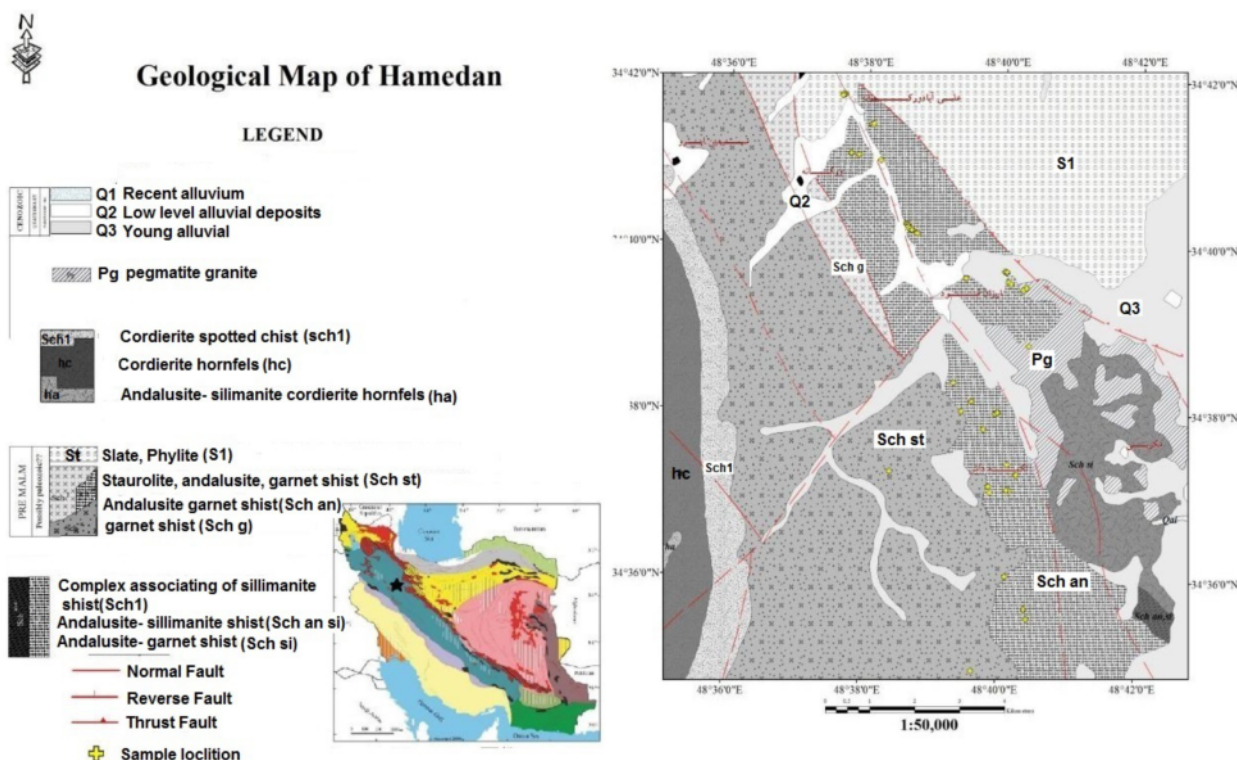 N
Geological Map of Hamedan
LEGEND
CENOZOIC
Q1 Recent alluvium
Q2 Low level alluvial deposits
Q3 Young alluvial
Pg pegmatite granite
Sch1
hc
ha
Cordierite spotted chist (sch1)
Cordierite hornfels (hc)
Andalusite- silimanite cordierite hornfels (ha)
PRE MALM
Possibly paleozoic??
St
Slate, Phylite (S1)
Staurolite, andalusite, garnet shist (Sch st)
Andalusite garnet shist(Sch an)
garnet shist (Sch g)
Complex associating of sillimanite
shist(Sch1)
Andalusite- sillimanite shist(Sch an si)
Andalusite- garnet shist( Sch si)
Normal Fault
Reverse Fault
Thrust Fault
Sample loclition
48°36'0"E 48°38'0"E 48°40'0"E 48°42'0"E
34°42'0"N 34°42'0"N
S1
Q2
40'0"N 34°40'0"N
Sch g
Q3
Pg
38'0"N 34°38'0"N
Sch st
hc
Sch1
Sch si
Qal
ha
34°36'0"N
Sch an
Sch an,st
48°36'0"E 48°38'0"E 48°40'0"E 48°42'0"E
1:50,000